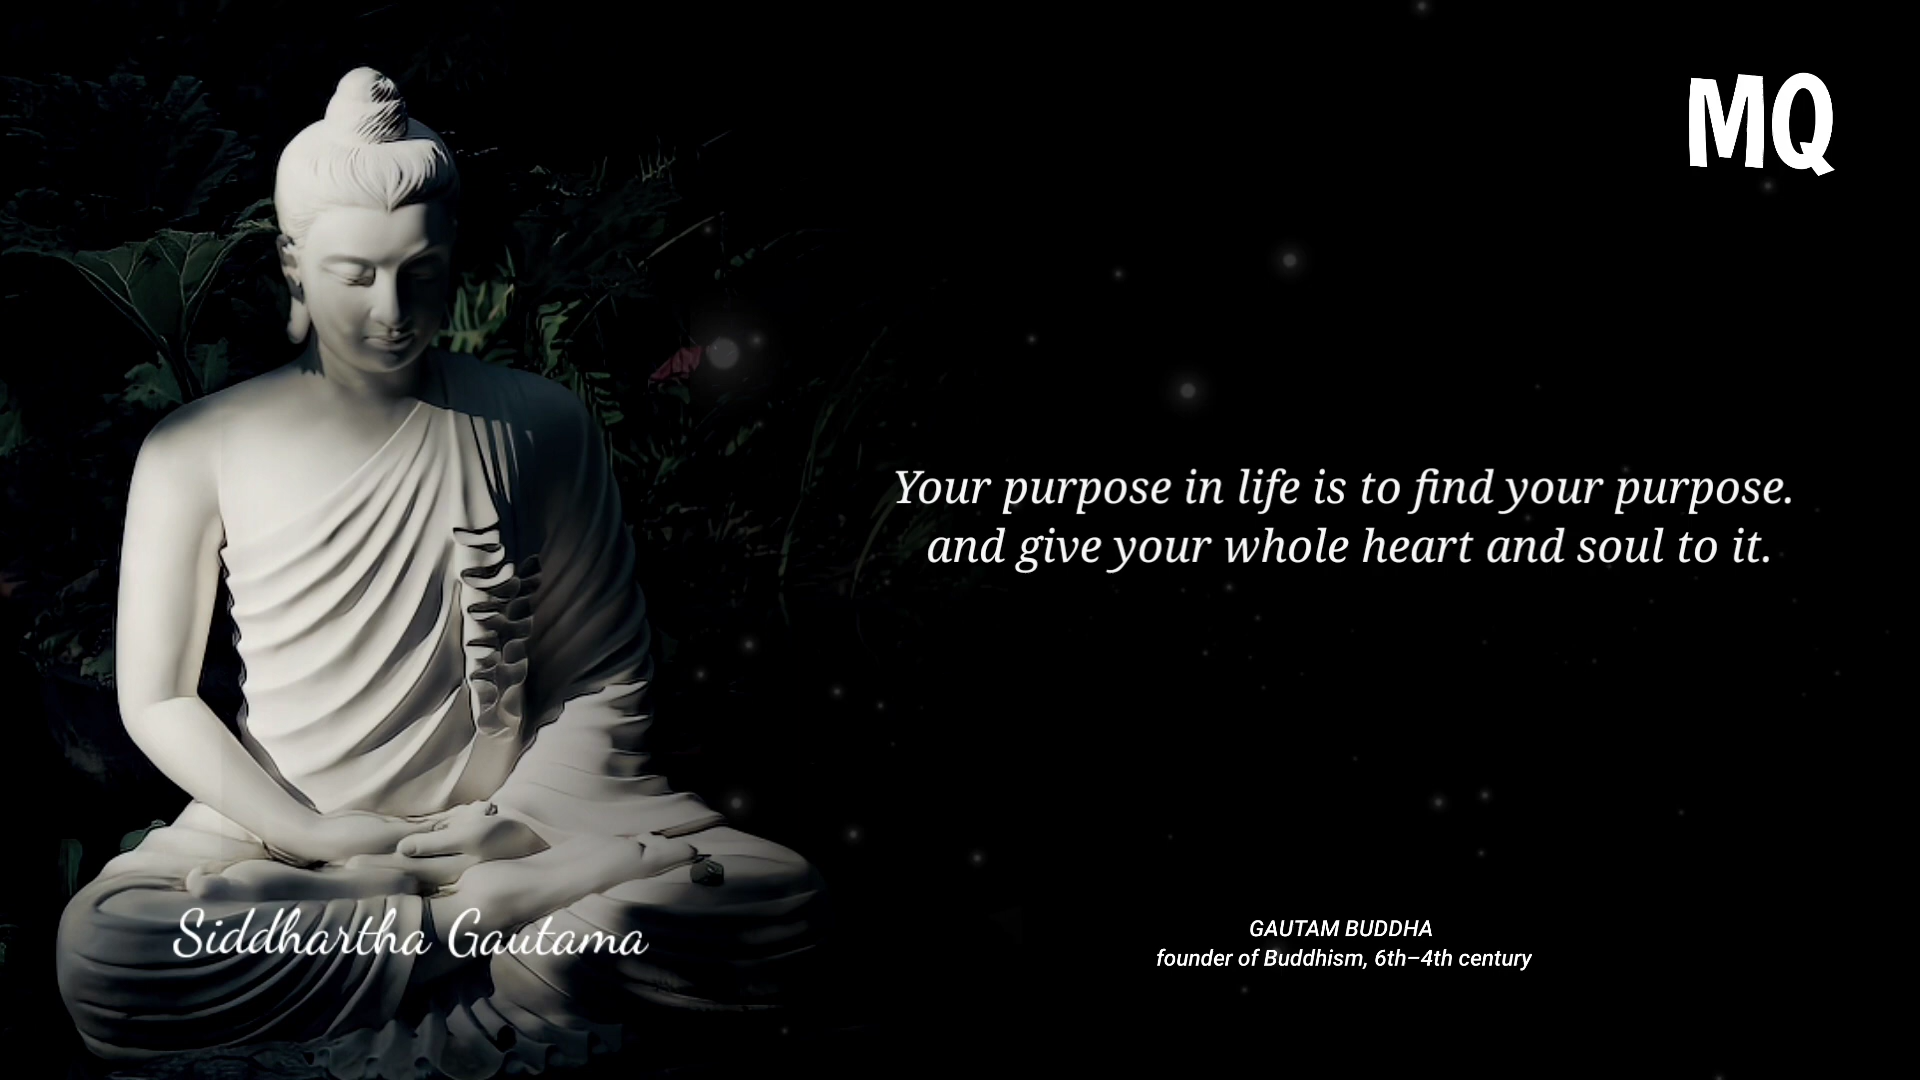 MQ
Your purpose in life is to find your purpose.
and give your whole heart and soul to it.
Siddhartha Gautama
GAUTAM BUDDHA
founder of Buddhism, 6th–4th century